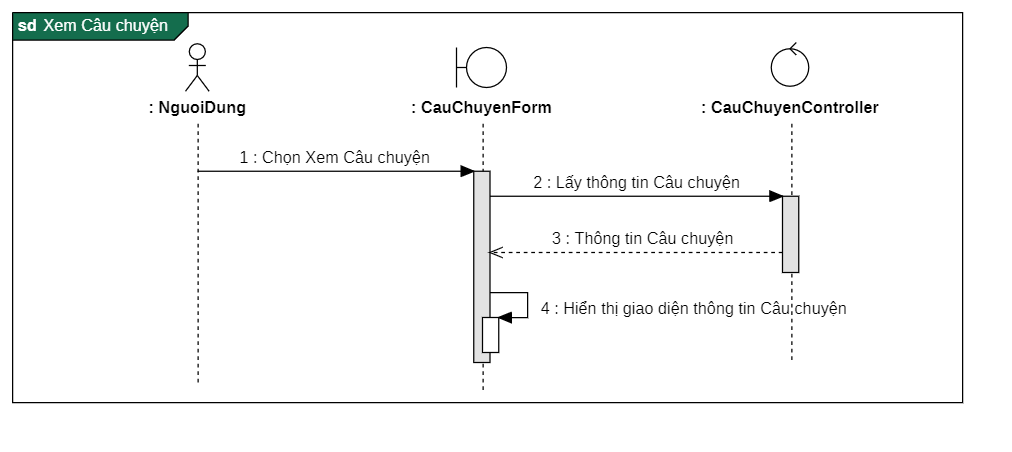 sd Xem Câu chuyện
: NguoiDung
: CauChuyenForm
: CauChuyenController
1 : Chọn Xem Câu chuyện
2 : Lấy thông tin Câu chuyện
3 : Thông tin Câu chuyện
4 : Hiển thị giao diện thông tin Câu chuyện